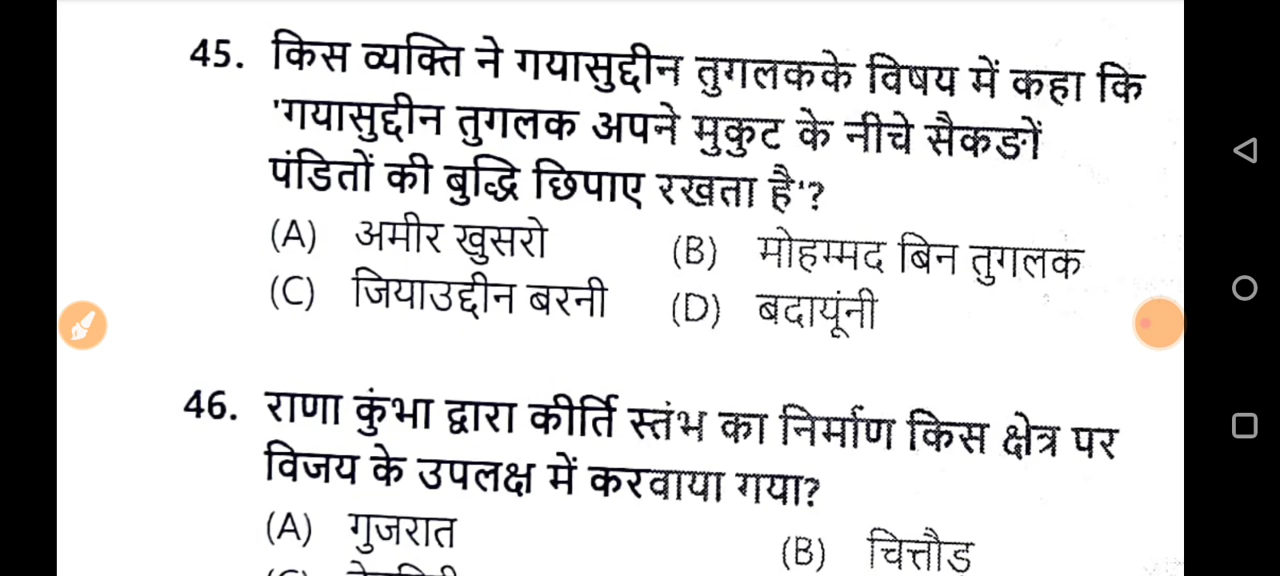 45. किस व्यक्ति ने गयासुद्दीन तुगलकके विषय में कहा कि
'गयासुद्दीन तुगलक अपने मुकुट के नीचे सैकङों
पंडितों की बुद्धि छिपाए रखता है'?
(A) अमीर खुसरो (B) मोहम्मद बिन तुगलक
(C) जियाउद्दीन बरनी (D) बदायूंनी
46. राणा कुंभा द्वारा कीर्ति स्तंभ का निर्माण किस क्षेत्र पर
विजय के उपलक्ष में करवाया गया?
(A) गुजरात (B) चित्तौड